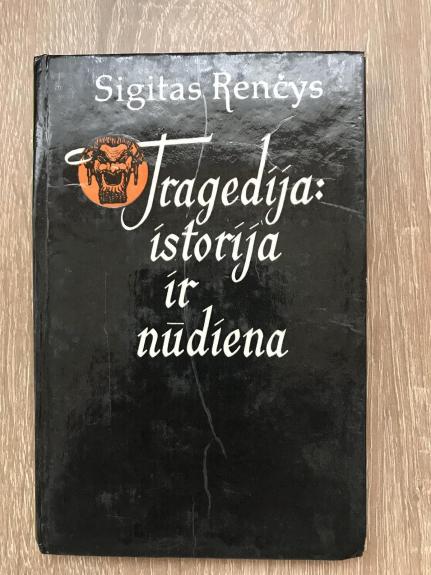 Sigitas Renčys
Tragedija:
istorija
ir
nūdiena